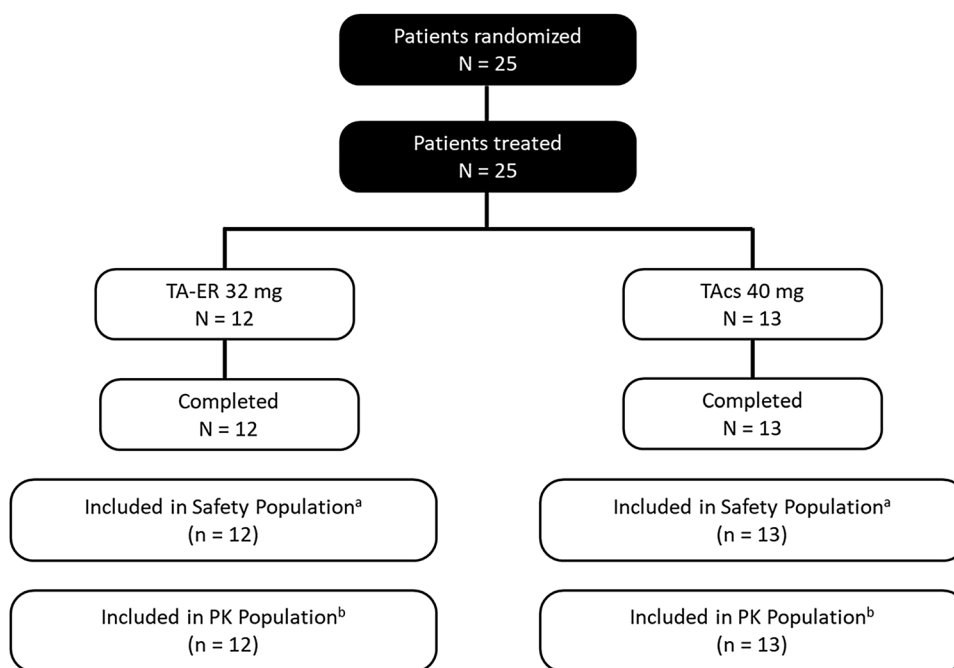 Patients randomized
N = 25
Patients treated
N = 25
TA-ER 32 mg
N = 12
TAcs 40 mg
N = 13
Completed
N = 12
Completed
N = 13
Included in Safety Populationᵃ
(n = 12)
Included in Safety Populationᵃ
(n = 13)
Included in PK Populationᵇ
(n = 12)
Included in PK Populationᵇ
(n = 13)